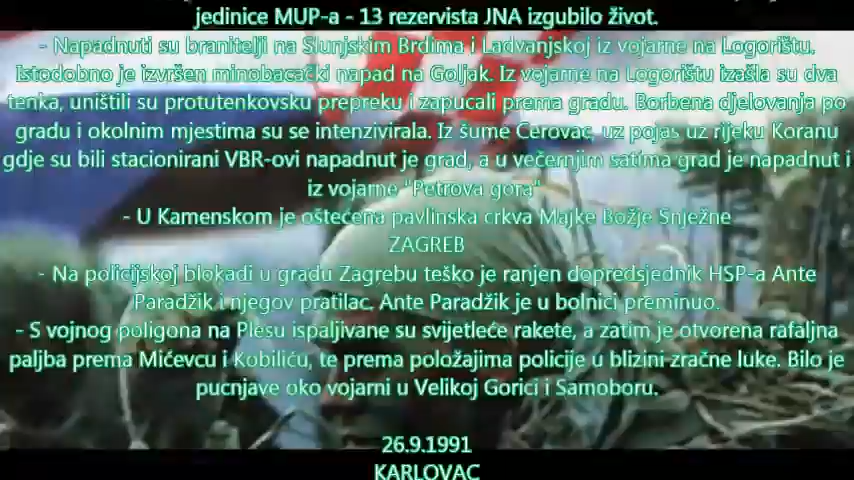 jedinice MUP-a - 13 rezervista JNA izgubilo život.
- Napadnuti su branitelji na Slunjskim Brdima i Ladvanjskoj iz vojarne na Logorištu.
Istodobno je izvršen minobacački napad na Goljak. Iz vojarne na Logorištu izašla su dva
tenka, uništili su protutenkovsku prepreku i zapucali prema gradu. Borbena djelovanja po
gradu i okolnim mjestima su se intenzivirala. Iz šume Cerovac, uz pojas uz rijeku Koranu
gdje su bili stacionirani VBR-ovi napadnut je grad, a u večernjim satima grad je napadnut i
iz vojarne "Petrova gora"
- U Kamenskom je oštećena pavlinska crkva Majke Božje Snježne
ZAGREB
- Na policijskoj blokadi u gradu Zagrebu teško je ranjen dopredsjednik HSP-a Ante
Paradžik i njegov pratilac. Ante Paradžik je u bolnici preminuo.
- S vojnog poligona na Plesu ispaljivane su svijetleće rakete, a zatim je otvorena rafaljna
paljba prema Mićevcu i Kobiliću, te prema položajima policije u blizini zračne luke. Bilo je
pucnjave oko vojarni u Velikoj Gorici i Samoboru.
26.9.1991
KARLOVAC